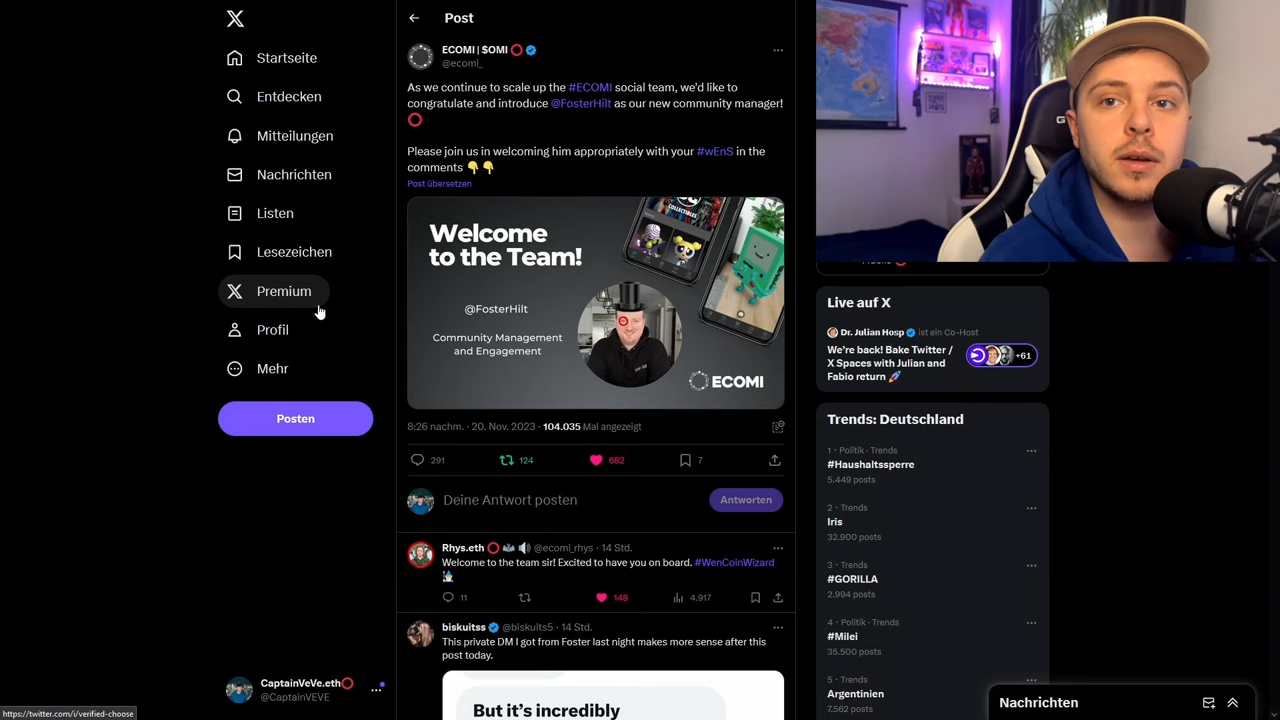 Startseite
Entdecken
Mitteilungen
Nachrichten
Listen
Lesezeichen
Premium
Profil
Mehr
Posten
CaptainVeVe.eth
@CaptainVEVE
https://twitter.com/i/verified-choose
Post
ECOMI | $OMI
@ecomi_
As we continue to scale up the #ECOMI social team, we'd like to
congratulate and introduce @FosterHilt as our new community manager!
Please join us in welcoming him appropriately with your #wEnS in the
comments 👇👇
Post übersetzen
Welcome
to the Team!
@FosterHilt
Community Management
and Engagement
COLLECTIBLES
ECOMI
8:26 nachm. · 20. Nov. 2023 · 104.035 Mal angezeigt
291
124
682
7
Deine Antwort posten
Antworten
Rhys.eth @ecomi_rhys · 14 Std.
Welcome to the team sir! Excited to have you on board. #WenCoinWizard
11
148
4.917
biskuitss @biskuits5 · 14 Std.
This private DM I got from Foster last night makes more sense after this
post today.
But it's incredibly
Live auf X
Dr. Julian Hosp ist ein Co-Host
We're back! Bake Twitter /
X Spaces with Julian and
Fabio return 🚀
+61
Trends: Deutschland
1 · Politik · Trends
#Haushaltssperre
5.449 posts
2 · Trends
Iris
32.900 posts
3 · Trends
#GORILLA
2.994 posts
4 · Politik · Trends
#Milei
35.500 posts
5 · Trends
Argentinien
7.562 posts
Nachrichten